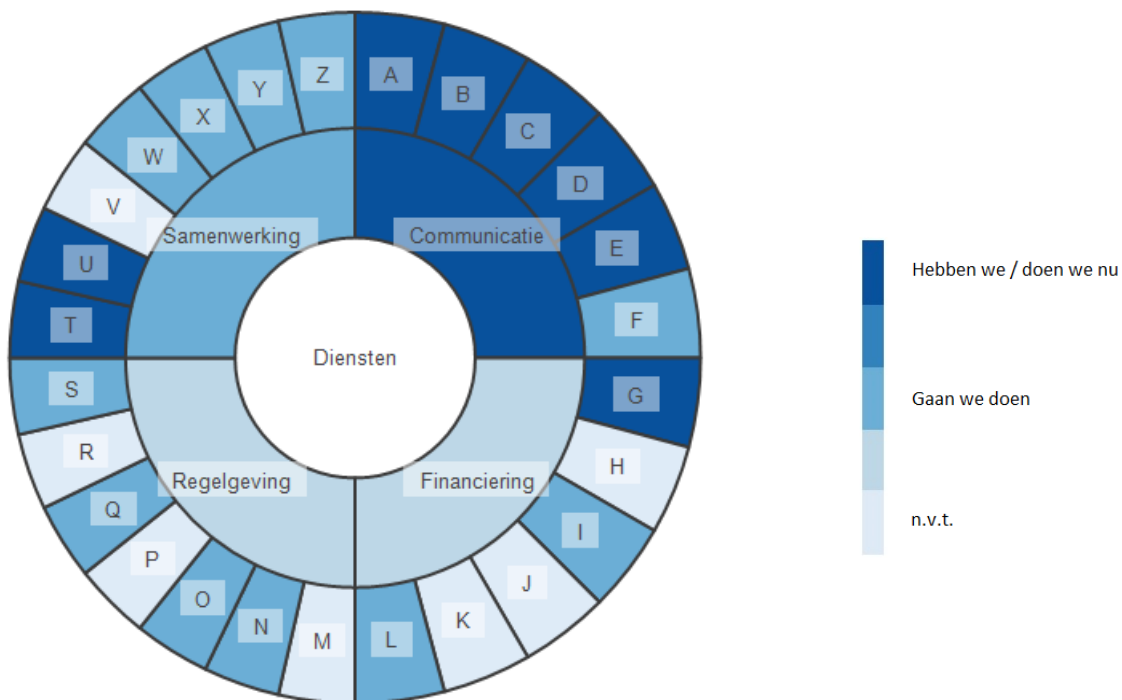 Z
A
Y
B
X
C
W
D
V
Samenwerking
Communicatie
E
U
Hebben we / doen we nu
T
F
Diensten
S
G
Gaan we doen
R
H
Regelgeving
Financiering
Q
I
n.v.t.
P
J
O
K
N
L
M